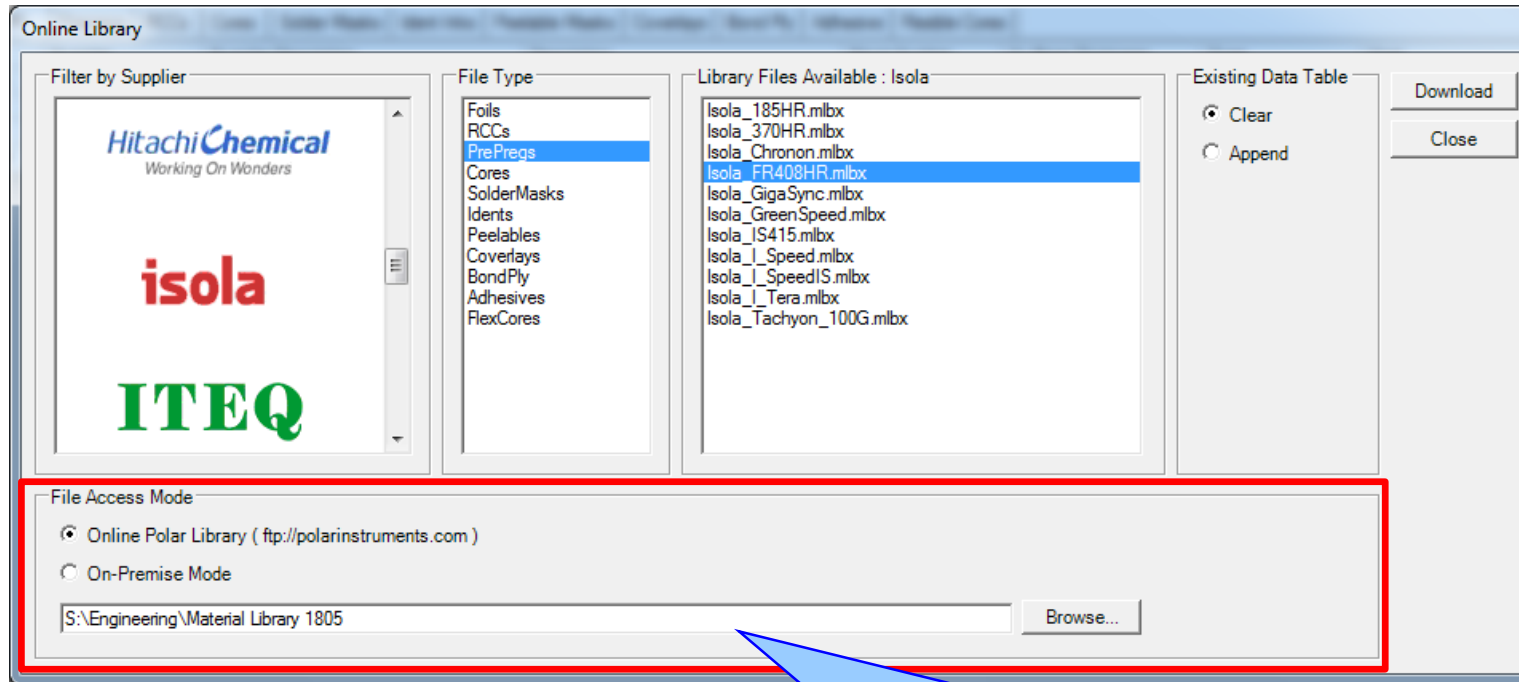 Online Library
Filter by Supplier
Hitachi Chemical
Working On Wonders
isola
ITEQ
File Type
Foils
RCCs
PrePregs
Cores
SolderMasks
Idents
Peelables
Coverlays
BondPly
Adhesives
FlexCores
Library Files Available : Isola
Isola_185HR.mlbx
Isola_370HR.mlbx
Isola_Chronon.mlbx
Isola_FR408HR.mlbx
Isola_GigaSync.mlbx
Isola_GreenSpeed.mlbx
Isola_IS415.mlbx
Isola_I_Speed.mlbx
Isola_I_SpeedIS.mlbx
Isola_I_Tera.mlbx
Isola_Tachyon_100G.mlbx
Existing Data Table
Clear
Append
Download
Close
File Access Mode
Online Polar Library ( ftp://polarinstruments.com )
On-Premise Mode
S:\Engineering\Material Library 1805
Browse...